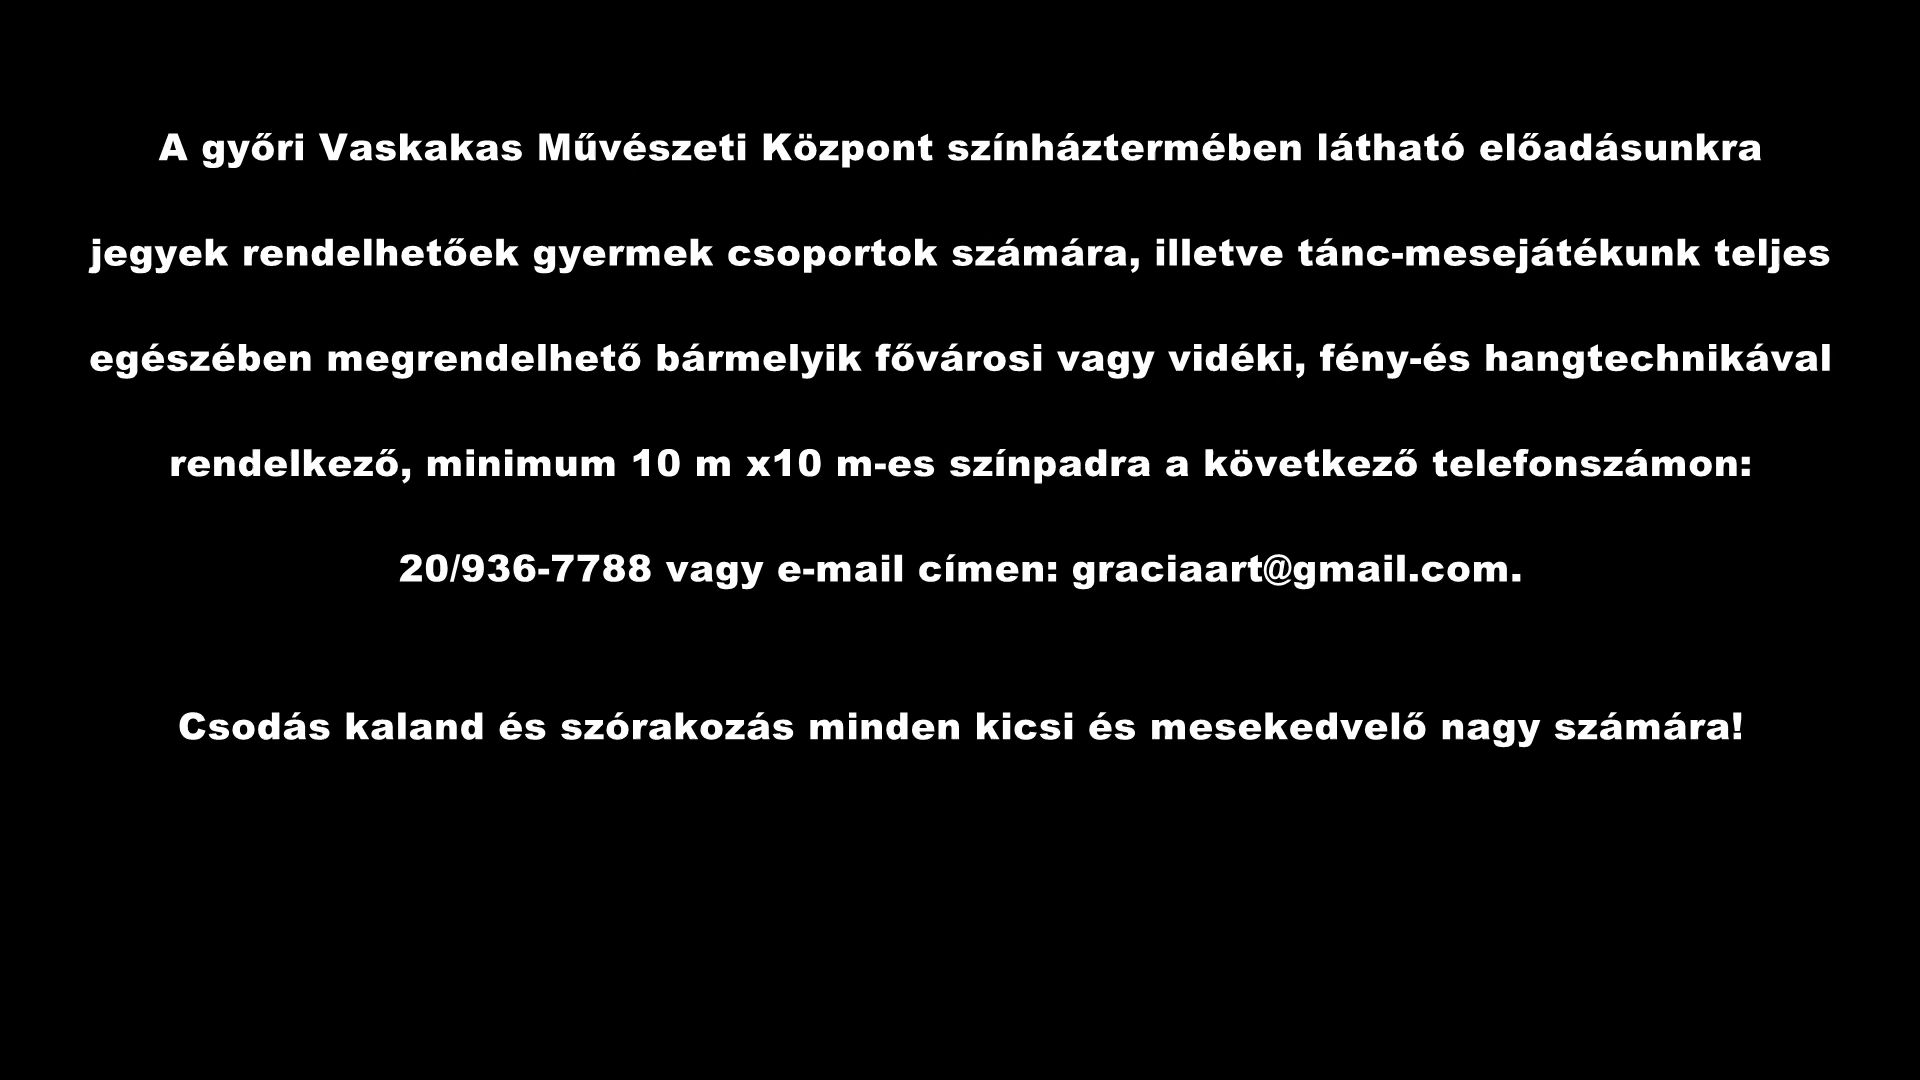 A győri Vaskakas Művészeti Központ színháztermében látható előadásunkra
jegyek rendelhetőek gyermek csoportok számára, illetve tánc-mesejátékunk teljes
egészében megrendelhető bármelyik fővárosi vagy vidéki, fény-és hangtechnikával
rendelkező, minimum 10 m x10 m-es színpadra a következő telefonszámon:
20/936-7788 vagy e-mail címen: graciaart@gmail.com.
Csodás kaland és szórakozás minden kicsi és mesekedvelő nagy számára!